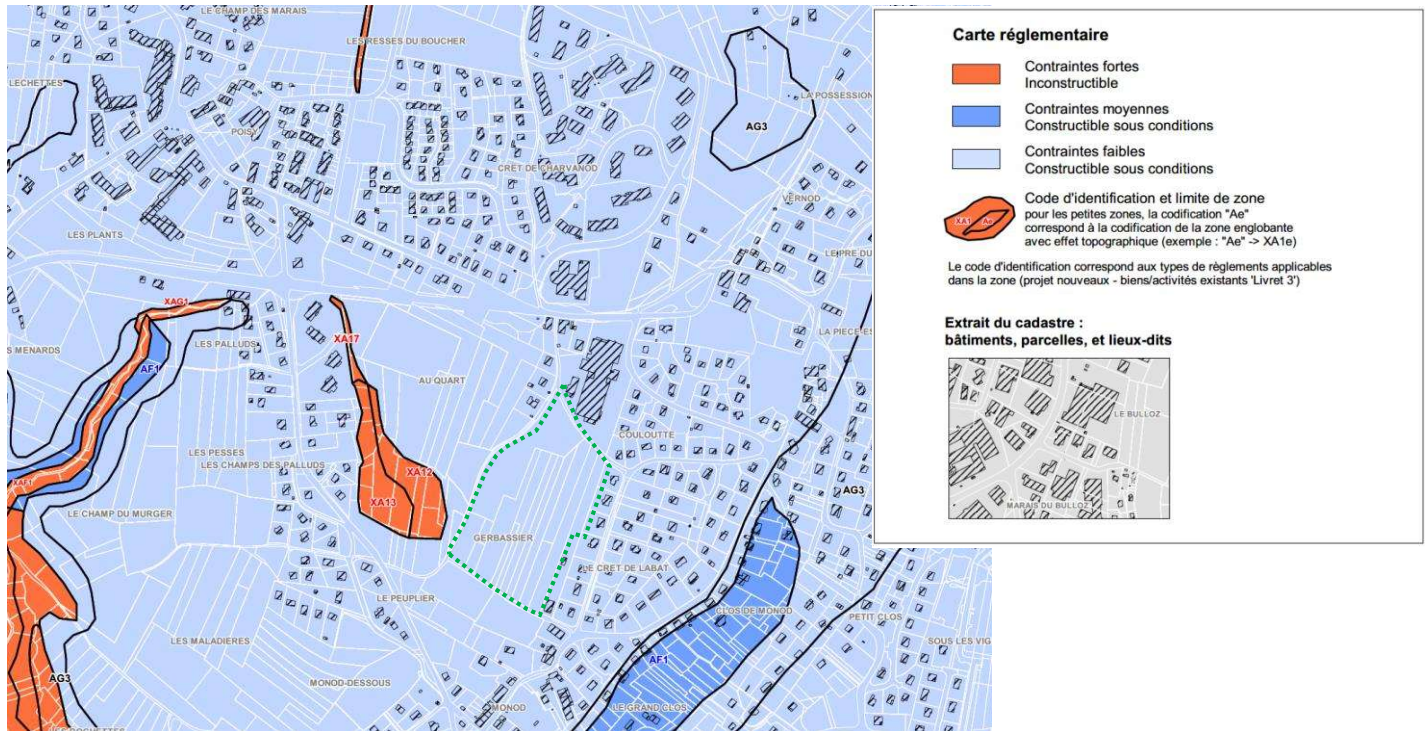 LE CHAMP DES MARAIS
LES RESSES DU BOUCHER
LECHETTES
LA POSSESSION
AG3
POISY
CRÊT DE CHARVANOD
VERNOD
LES PLANTS
LE PRE DU
XAG1
LA PIECE ES
LES PALLUDS
XA17
S MENARDS
AF1
AU QUART
COULOUTTE
LES PESSES
LES CHAMPS DES PALLUDS
XA12
XAF1
XA13
AG3
LE CHAMP DU MURGER
GERBASSIER
LE CRET DE LABAT
LE PEUPLIER
CLOS DE MONOD
PETIT CLOS
LES MALADIERES
SOUS LES VIG
AF1
AG3
MONOD-DESSOUS
MONOD
LE GRAND CLOS
Carte réglementaire
Contraintes fortes
Inconstructible
Contraintes moyennes
Constructible sous conditions
Contraintes faibles
Constructible sous conditions
XA1
Ae
Code d'identification et limite de zone
pour les petites zones, la codification "Ae"
correspond à la codification de la zone englobante
avec effet topographique (exemple : "Ae" -> XA1e)
Le code d'identification correspond aux types de règlements applicables
dans la zone (projet nouveaux - biens/activités existants 'Livret 3')
Extrait du cadastre :
bâtiments, parcelles, et lieux-dits
LE BULLOZ
MARAIS DU BULLOZ